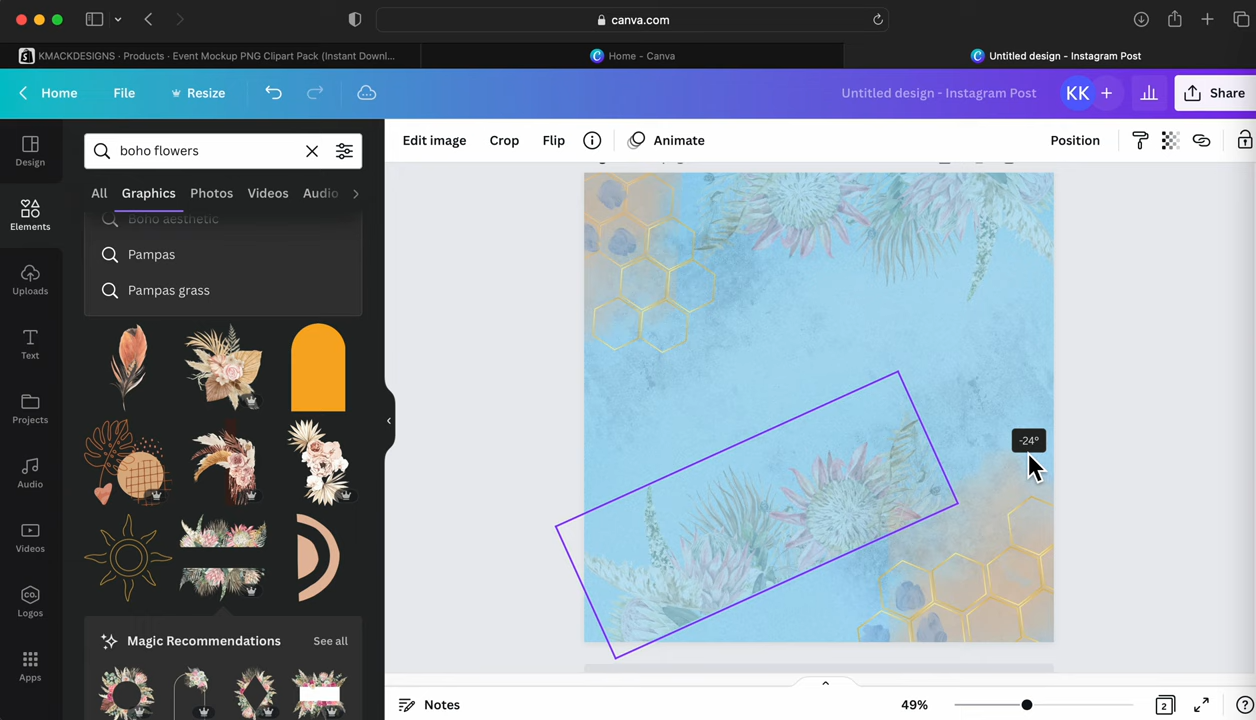 canva.com
KMACKDESIGNS · Products · Event Mockup PNG Clipart Pack (Instant Downl...
Home – Canva
Untitled design - Instagram Post
Home
File
Resize
Untitled design - Instagram Post
KK
+
Share
Design
Elements
Uploads
Text
Projects
Audio
Videos
Logos
Apps
boho flowers
All
Graphics
Photos
Videos
Audio
Boho aesthetic
Pampas
Pampas grass
Magic Recommendations
See all
Edit image
Crop
Flip
Animate
Position
-24°
Notes
49%
2
?